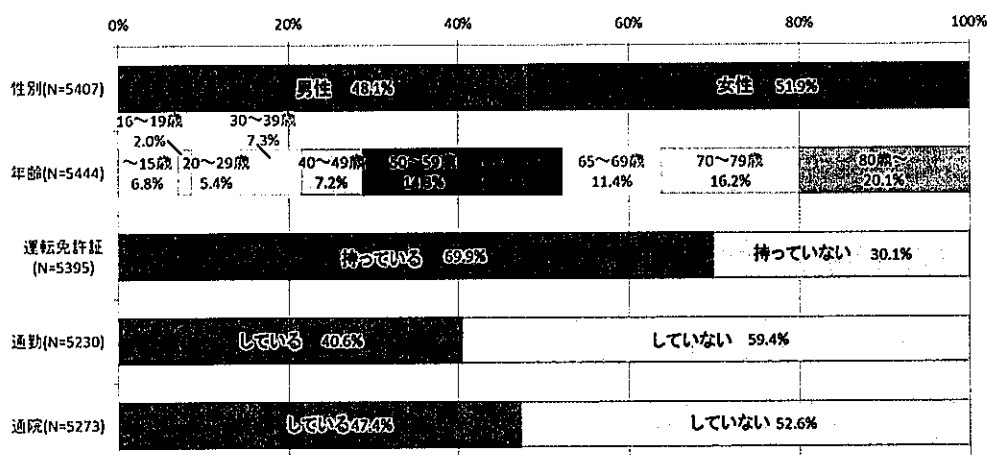 0% 20% 40% 60% 80% 100%
性別(N=5407) 男性 48.1% 女性 51.9%
16～19歳 30～39歳
2.0% 7.3%
年齢(N=5444) ～15歳 20～29歳 40～49歳 50～59歳 65～69歳 70～79歳 80歳～
6.8% 5.4% 7.2% 14.3% 11.4% 16.2% 20.1%
運転免許証
(N=5395) 持っている 69.9% 持っていない 30.1%
通勤(N=5230) している 40.6% していない 59.4%
通院(N=5273) している47.4% していない 52.6%